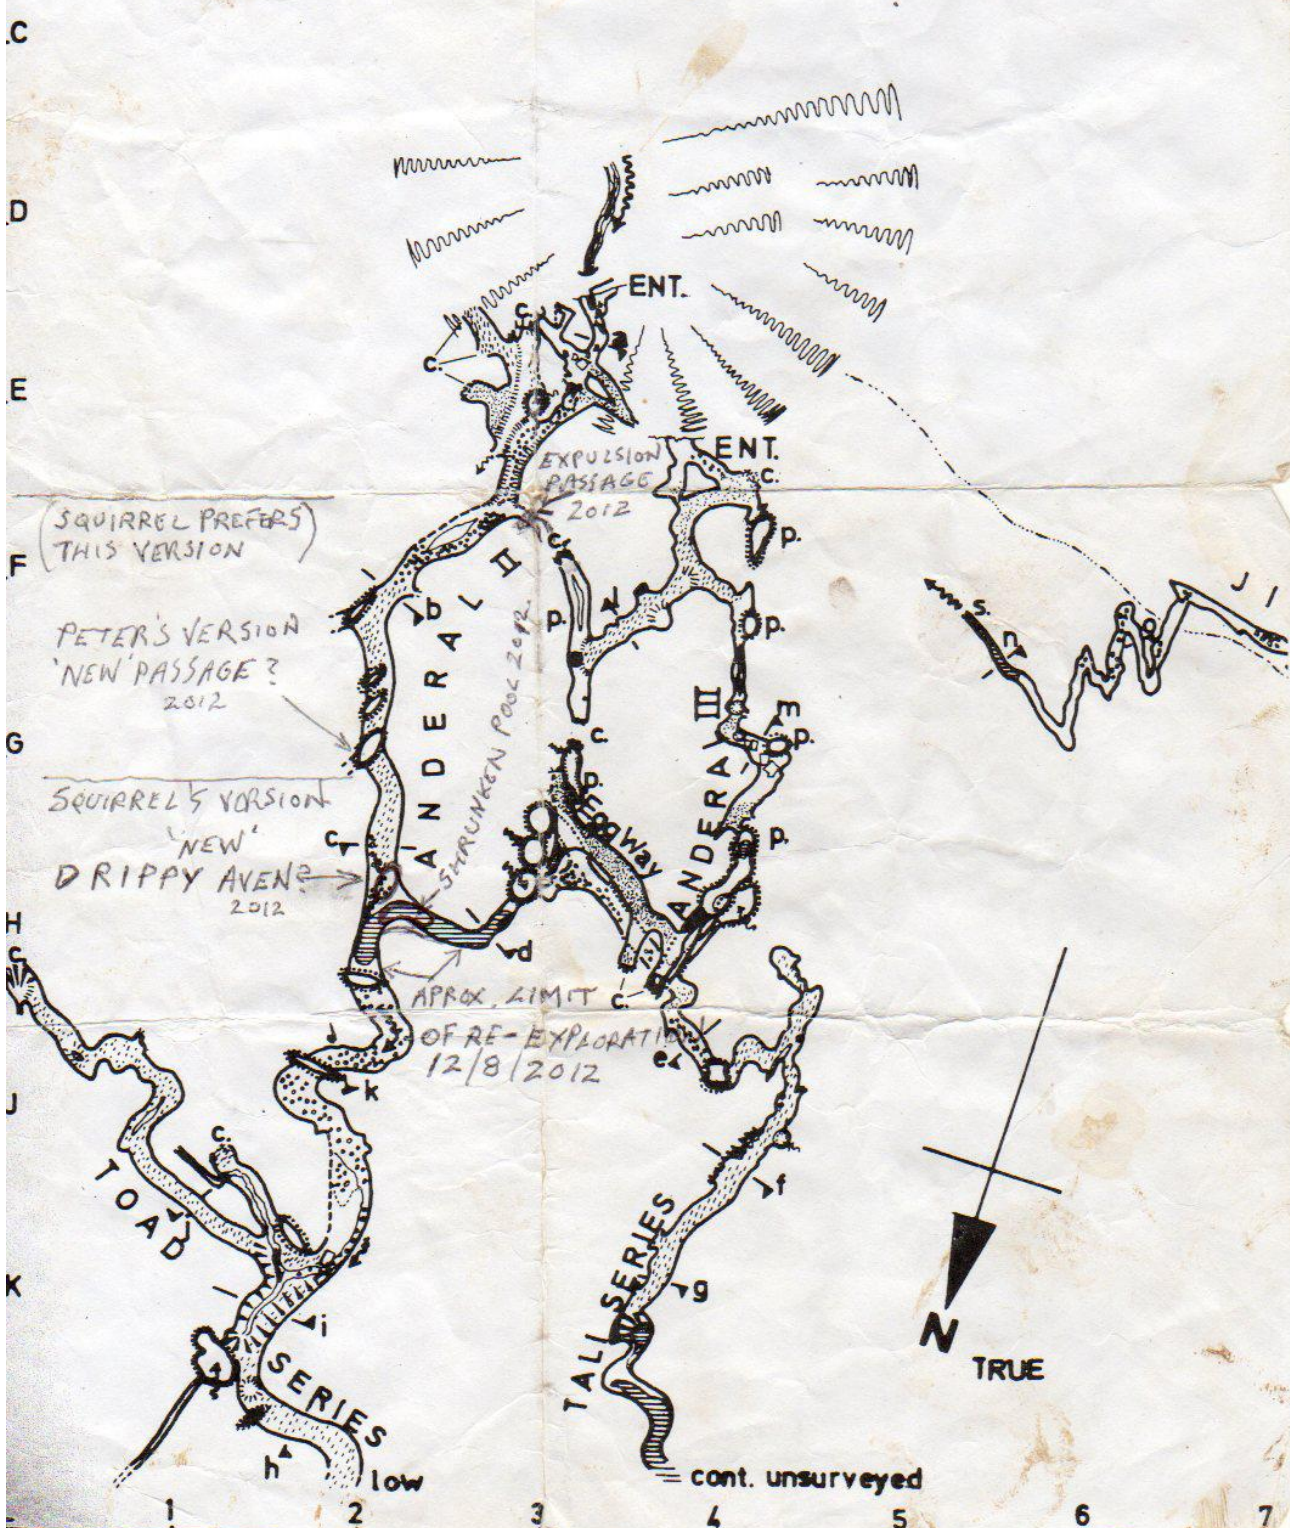 C
D
ENT.
c.
c.
E
ENT.
c.
EXPULSION
PASSAGE
2012
(SQUIRREL PREFERS)
THIS VERSION
F
II
c.
p.
p.
b
p.
l
p.
J I
s.
r
q
PETER'S VERSION
'NEW' PASSAGE?
2012
ANDERAL
SHRUNKEN POOL 2012
III
m
G
c.
p.
p.
SQUIRREL'S VORSION
'NEW'
DRIPPY AVEN?
2012
c
Egg Way
ANDERAL
p.
H
c.
d
c.
APROX. LIMIT
OF RE-EXPLORATION
12/8/2012
e
k
J
c.
TOAD
j
f
K
TALL SERIES
g
i
SERIES
N
TRUE
h
low
cont. unsurveyed
1 2 3 4 5 6 7